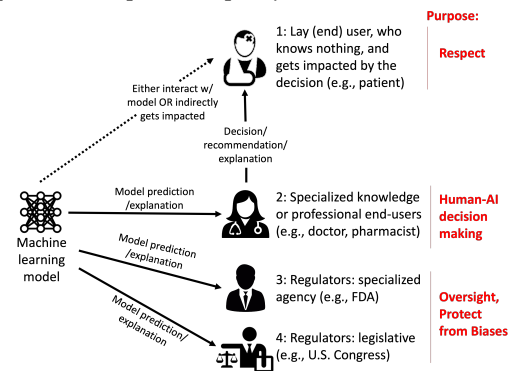 Purpose:
1: Lay (end) user, who
knows nothing, and
gets impacted by the
decision (e.g., patient)
Respect
Either interact w/
model OR indirectly
gets impacted
Decision/
recommendation/
explanation
Model prediction
/explanation
2: Specialized knowledge
or professional end-users
(e.g., doctor, pharmacist)
Human-AI
decision
making
Machine
learning
model
Model prediction
/explanation
3: Regulators: specialized
agency (e.g., FDA)
Oversight,
Protect
from Biases
Model prediction/
explanation
4: Regulators: legislative
(e.g., U.S. Congress)